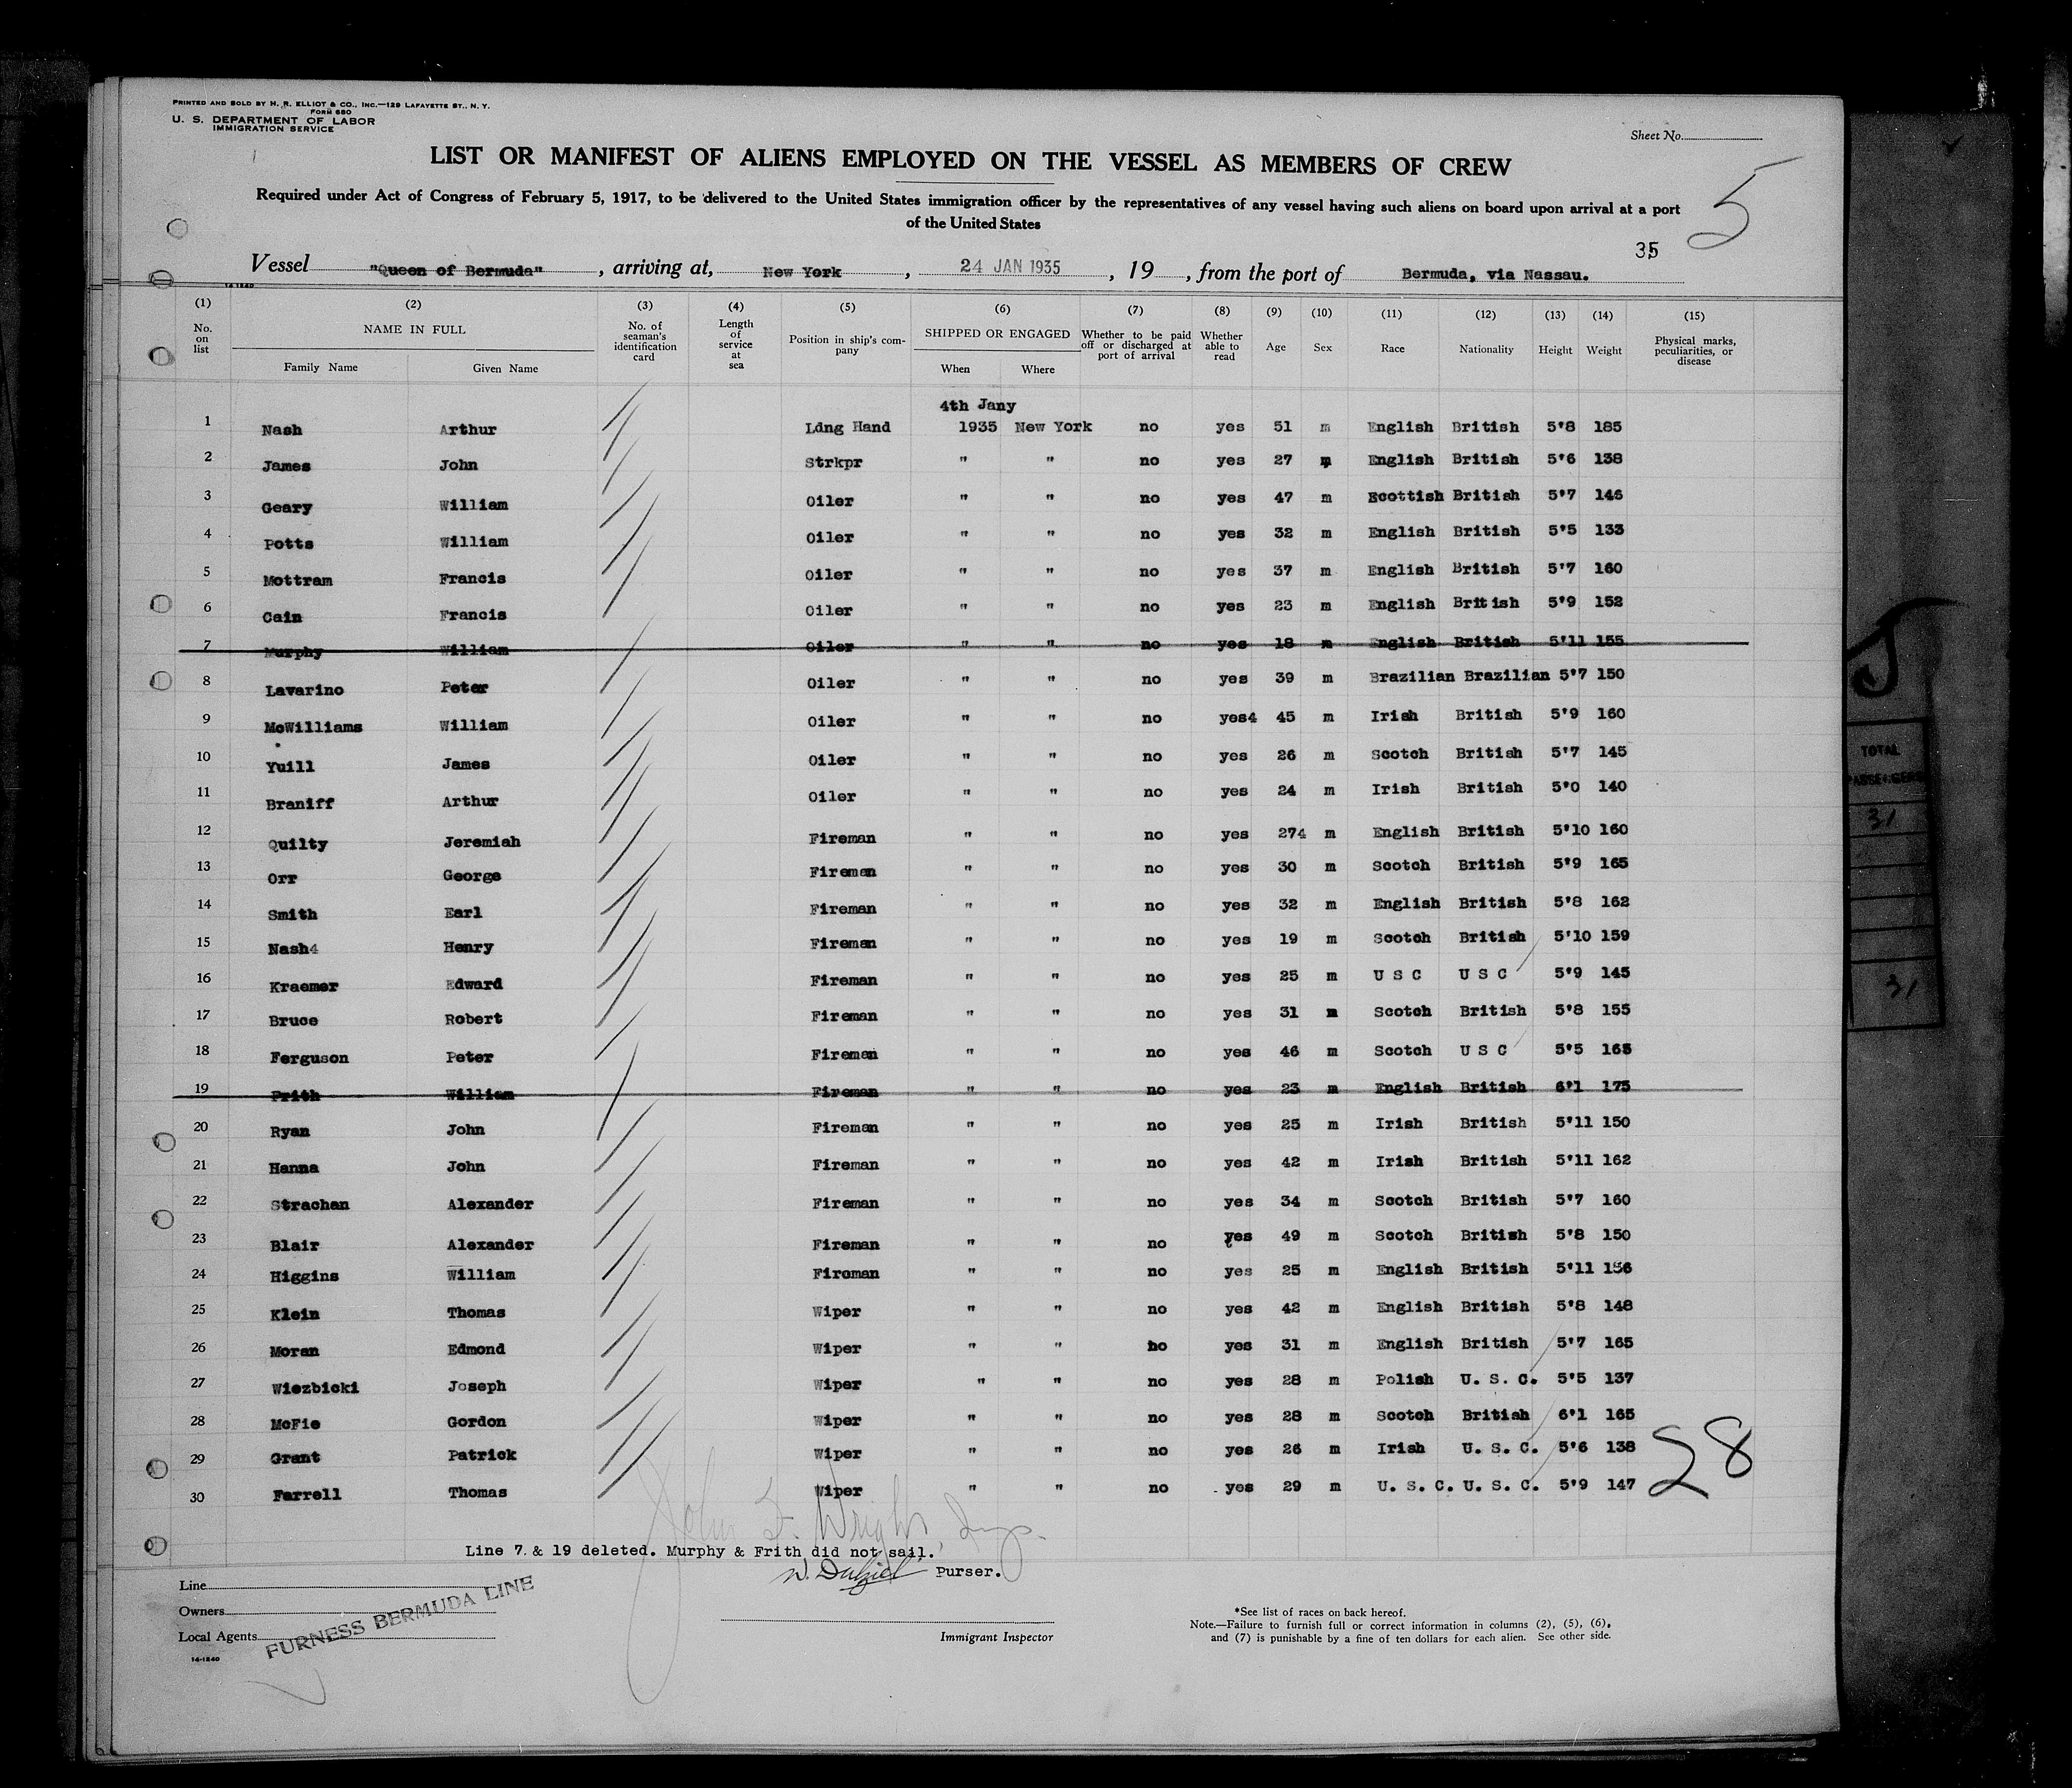 PRINTED AND SOLD BY H. R. ELLIOT & CO., INC.—129 LAFAYETTE ST., N. Y.
FORM 680
U. S. DEPARTMENT OF LABOR
IMMIGRATION SERVICE
Sheet No.
LIST OR MANIFEST OF ALIENS EMPLOYED ON THE VESSEL AS MEMBERS OF CREW
5
Required under Act of Congress of February 5, 1917, to be delivered to the United States immigration officer by the representatives of any vessel having such aliens on board upon arrival at a port
of the United States
35
Vessel "Queen of Bermuda", arriving at, New York, 24 JAN 1935, 19 , from the port of Bermuda, via Nassau.
14-1240
(1) (2) (3) (4) (5) (6) (7) (8) (9) (10) (11) (12) (13) (14) (15)
No. on list NAME IN FULL Family Name Given Name No. of seaman's identification card Length of service at sea Position in ship's company SHIPPED OR ENGAGED When Where Whether to be paid off or discharged at port of arrival Whether able to read Age Sex Race Nationality Height Weight Physical marks, peculiarities, or disease
4th Jany
1 Nash Arthur Ldng Hand 1935 New York no yes 51 m English British 5'8 185
2 James John Strkpr " " no yes 27 m English British 5'6 138
3 Geary William Oiler " " no yes 47 m Scottish British 5'7 146
4 Potts William Oiler " " no yes 32 m English British 5'5 133
5 Mottram Francis Oiler " " no yes 37 m English British 5'7 160
6 Cain Francis Oiler " " no yes 23 m English British 5'9 152
7 Murphy William Oiler " " no yes 18 m English British 5'11 155
8 Lavarino Peter Oiler " " no yes 39 m Brazilian Brazilian 5'7 150
9 McWilliams William Oiler " " no yes4 45 m Irish British 5'9 160
10 Yuill James Oiler " " no yes 26 m Scotch British 5'7 145
11 Braniff Arthur Oiler " " no yes 24 m Irish British 5'0 140
12 Quilty Jeremiah Fireman " " no yes 274 m English British 5'10 160
13 Orr George Fireman " " no yes 30 m Scotch British 5'9 165
14 Smith Earl Fireman " " no yes 32 m English British 5'8 162
15 Nash4 Henry Fireman " " no yes 19 m Scotch British 5'10 159
16 Kraemer Edward Fireman " " no yes 25 m U S C U S C 5'9 145
17 Bruce Robert Fireman " " no yes 31 m Scotch British 5'8 155
18 Ferguson Peter Fireman " " no yes 46 m Scotch U S C 5'5 165
19 Frith William Fireman " " no yes 23 m English British 6'1 175
20 Ryan John Fireman " " no yes 25 m Irish British 5'11 150
21 Hanna John Fireman " " no yes 42 m Irish British 5'11 162
22 Strachan Alexander Fireman " " no yes 34 m Scotch British 5'7 160
23 Blair Alexander Fireman " " no yes 49 m Scotch British 5'8 150
24 Higgins William Fireman " " no yes 25 m English British 5'11 156
25 Klein Thomas Wiper " " no yes 42 m English British 5'8 148
26 Moran Edmond Wiper " " no yes 31 m English British 5'7 165
27 Wiezbicki Joseph Wiper " " no yes 28 m Polish U. S. C. 5'5 137
28 McFie Gordon Wiper " " no yes 28 m Scotch British 6'1 165
29 Grant Patrick Wiper " " no yes 26 m Irish U. S. C. 5'6 138
30 Farrell Thomas Wiper " " no yes 29 m U. S. C. U. S. C. 5'9 147
28
John F. Wright, Insp.
Line 7 & 19 deleted. Murphy & Frith did not sail.
Purser.
Line
Owners
Local Agents
FURNESS BERMUDA LINE
14-1240
Immigrant Inspector
*See list of races on back hereof.
Note.—Failure to furnish full or correct information in columns (2), (5), (6),
and (7) is punishable by a fine of ten dollars for each alien. See other side.
TOTAL
PASSENGERS
31
31